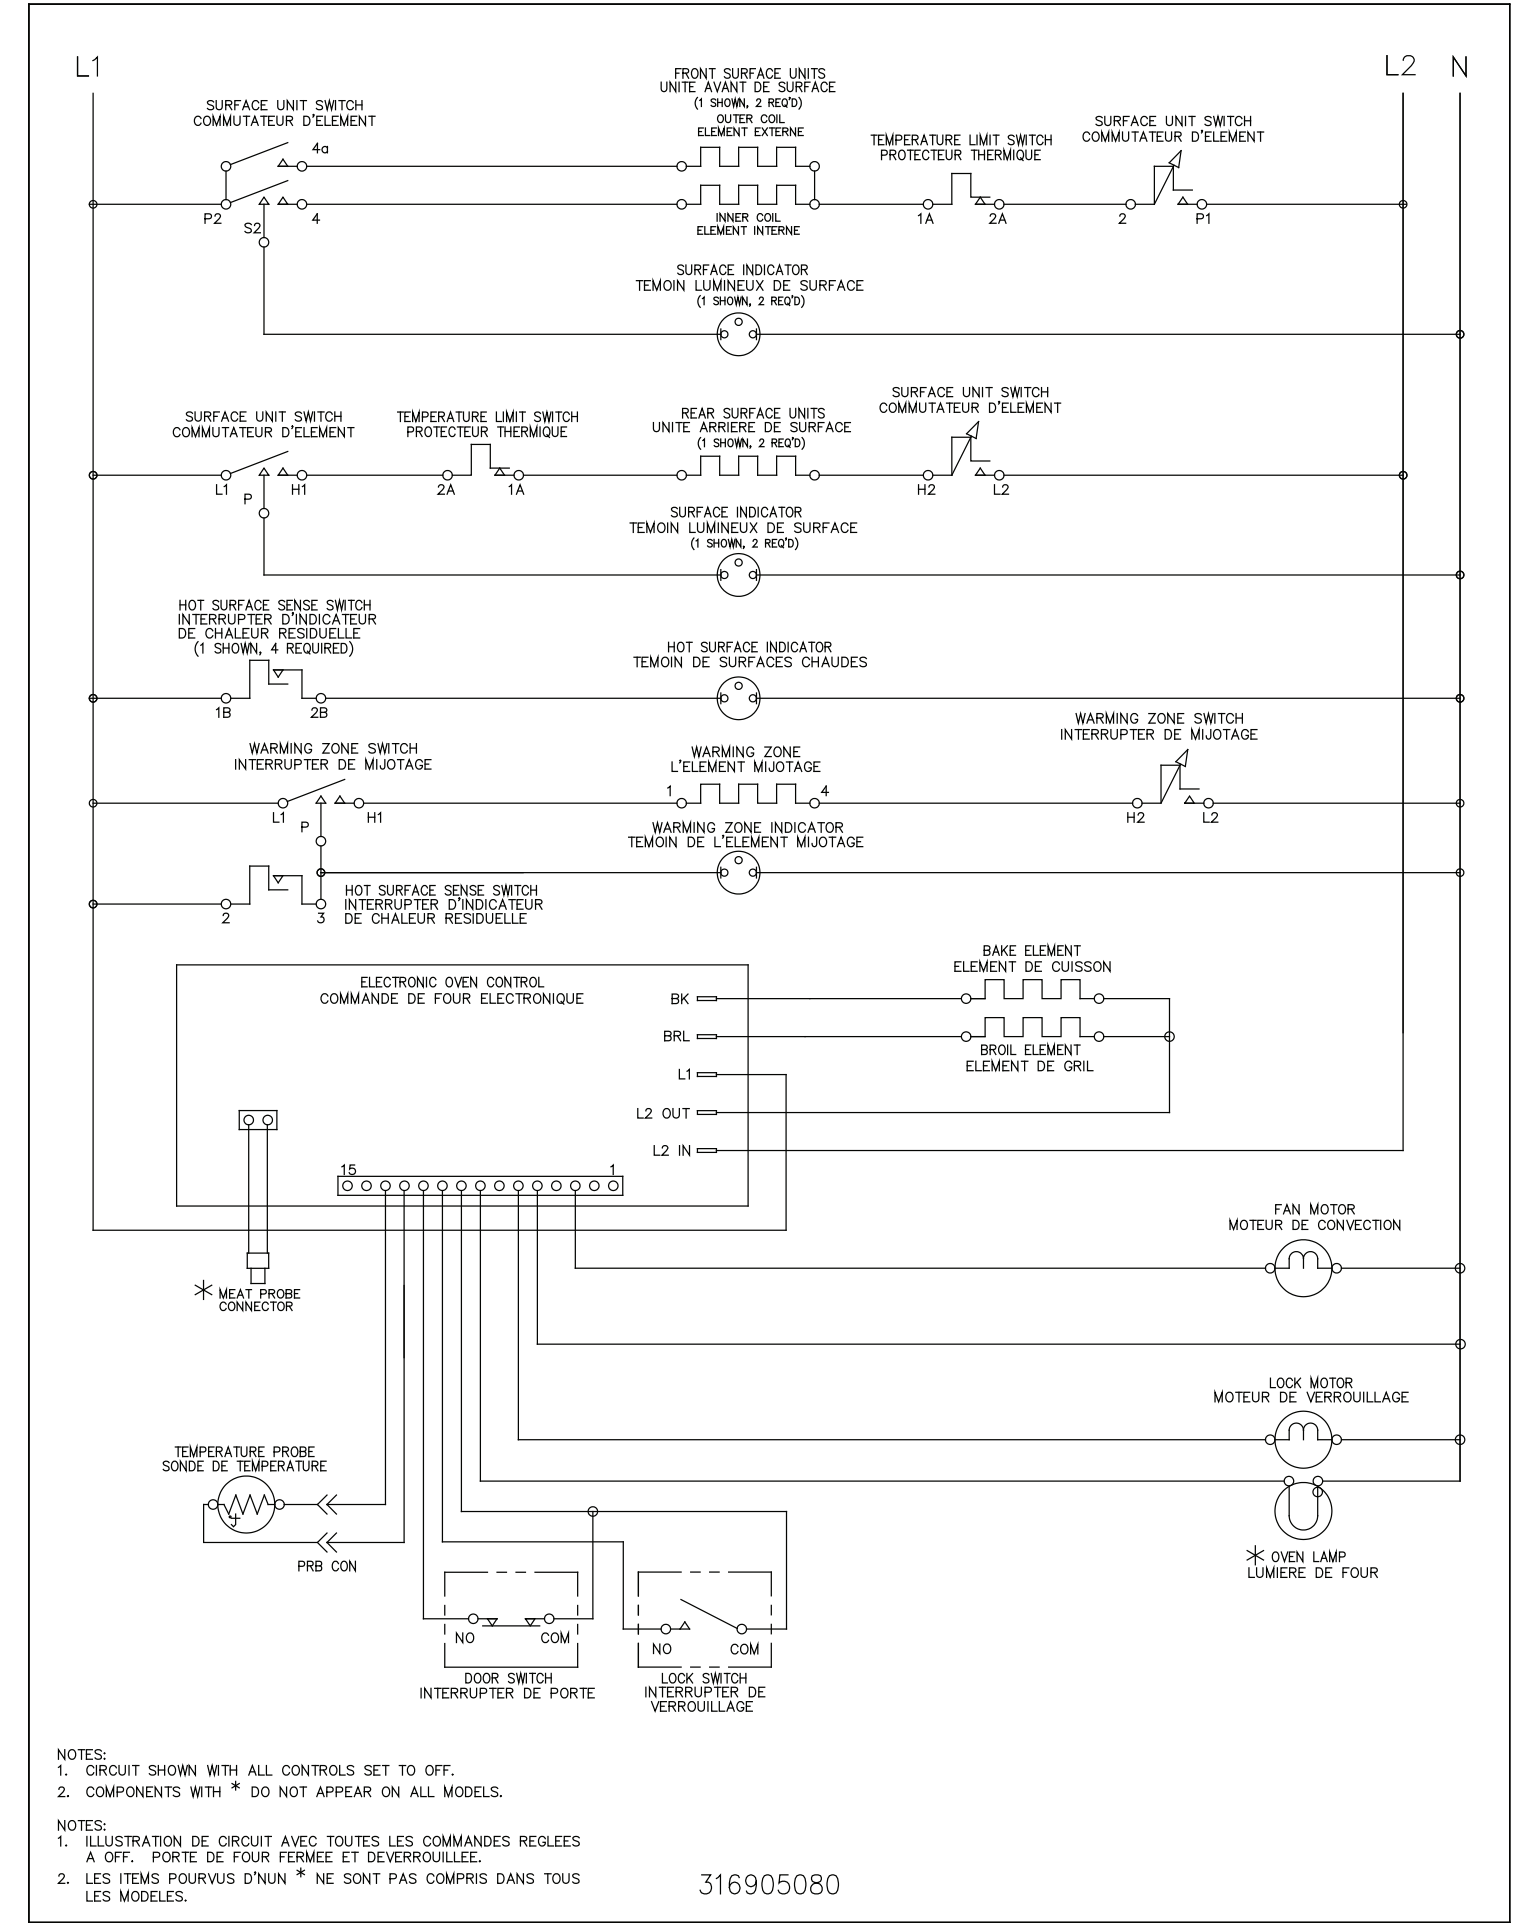 L1
L2 N
FRONT SURFACE UNITS
UNITE AVANT DE SURFACE
(1 SHOWN, 2 REQ'D)
OUTER COIL
ELEMENT EXTERNE
SURFACE UNIT SWITCH
COMMUTATEUR D'ELEMENT
4a
TEMPERATURE LIMIT SWITCH
PROTECTEUR THERMIQUE
SURFACE UNIT SWITCH
COMMUTATEUR D'ELEMENT
P2
S2
4
INNER COIL
ELEMENT INTERNE
1A
2A
2
P1
SURFACE INDICATOR
TEMOIN LUMINEUX DE SURFACE
(1 SHOWN, 2 REQ'D)
SURFACE UNIT SWITCH
COMMUTATEUR D'ELEMENT
TEMPERATURE LIMIT SWITCH
PROTECTEUR THERMIQUE
REAR SURFACE UNITS
UNITE ARRIERE DE SURFACE
(1 SHOWN, 2 REQ'D)
SURFACE UNIT SWITCH
COMMUTATEUR D'ELEMENT
L1
P
H1
2A
1A
H2
L2
SURFACE INDICATOR
TEMOIN LUMINEUX DE SURFACE
(1 SHOWN, 2 REQ'D)
HOT SURFACE SENSE SWITCH
INTERRUPTER D'INDICATEUR
DE CHALEUR RESIDUELLE
(1 SHOWN, 4 REQUIRED)
HOT SURFACE INDICATOR
TEMOIN DE SURFACES CHAUDES
1B
2B
WARMING ZONE SWITCH
INTERRUPTER DE MIJOTAGE
WARMING ZONE
L'ELEMENT MIJOTAGE
WARMING ZONE SWITCH
INTERRUPTER DE MIJOTAGE
1
4
L1
P
H1
H2
L2
WARMING ZONE INDICATOR
TEMOIN DE L'ELEMENT MIJOTAGE
2
3
HOT SURFACE SENSE SWITCH
INTERRUPTER D'INDICATEUR
DE CHALEUR RESIDUELLE
ELECTRONIC OVEN CONTROL
COMMANDE DE FOUR ELECTRONIQUE
BAKE ELEMENT
ELEMENT DE CUISSON
BK
BRL
BROIL ELEMENT
ELEMENT DE GRIL
L1
L2 OUT
L2 IN
15
1
FAN MOTOR
MOTEUR DE CONVECTION
* MEAT PROBE
CONNECTOR
LOCK MOTOR
MOTEUR DE VERROUILLAGE
TEMPERATURE PROBE
SONDE DE TEMPERATURE
PRB CON
* OVEN LAMP
LUMIERE DE FOUR
NO
COM
NO
COM
DOOR SWITCH
INTERRUPTER DE PORTE
LOCK SWITCH
INTERRUPTER DE
VERROUILLAGE
NOTES:
1. CIRCUIT SHOWN WITH ALL CONTROLS SET TO OFF.
2. COMPONENTS WITH * DO NOT APPEAR ON ALL MODELS.
NOTES:
1. ILLUSTRATION DE CIRCUIT AVEC TOUTES LES COMMANDES REGLEES
A OFF. PORTE DE FOUR FERMEE ET DEVERROUILLEE.
2. LES ITEMS POURVUS D'NUN * NE SONT PAS COMPRIS DANS TOUS
LES MODELES.
316905080